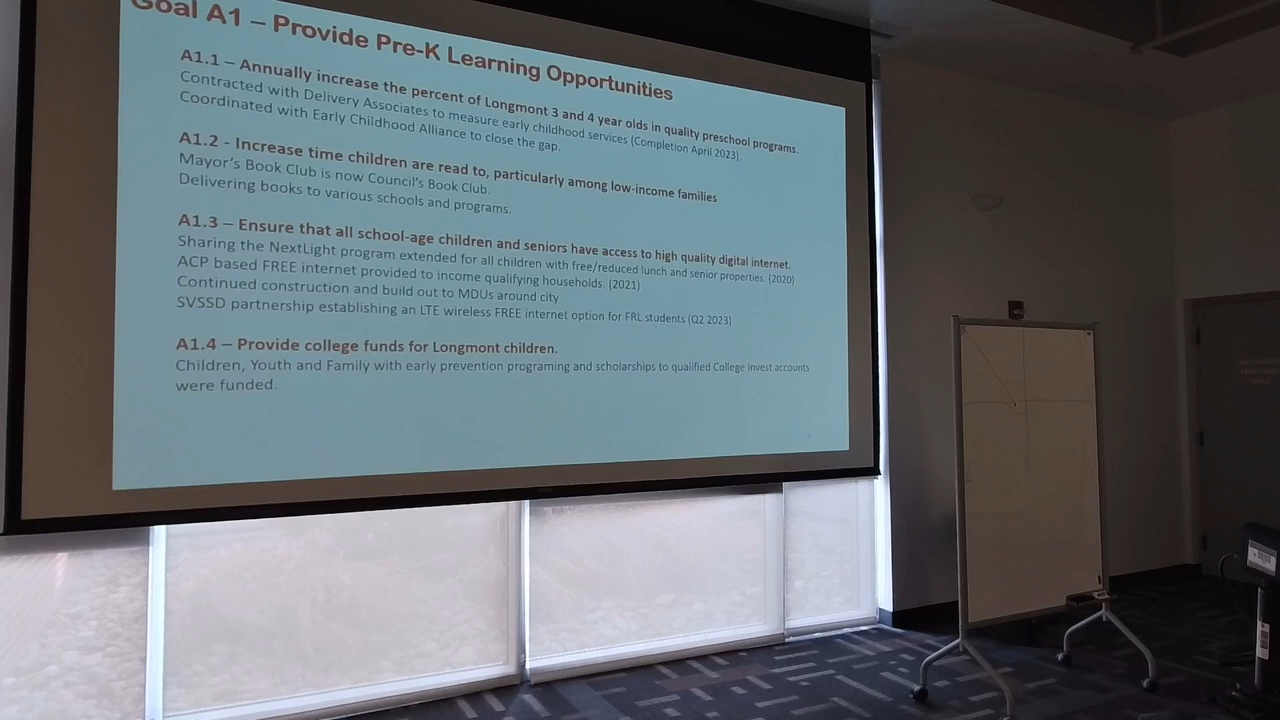 Goal A1 – Provide Pre-K Learning Opportunities
A1.1 – Annually increase the percent of Longmont 3 and 4 year olds in quality preschool programs.
Contracted with Delivery Associates to measure early childhood services (Completion April 2023)
Coordinated with Early Childhood Alliance to close the gap.
A1.2 - Increase time children are read to, particularly among low-income families
Mayor's Book Club is now Council's Book Club.
Delivering books to various schools and programs.
A1.3 – Ensure that all school-age children and seniors have access to high quality digital internet.
Sharing the NextLight program extended for all children with free/reduced lunch and senior properties. (2020)
ACP based FREE internet provided to income qualifying households. (2021)
Continued construction and build out to MDUs around city
SVSSD partnership establishing an LTE wireless FREE internet option for FRL students (Q2 2023)
A1.4 – Provide college funds for Longmont children.
Children, Youth and Family with early prevention programing and scholarships to qualified College Invest accounts
were funded.